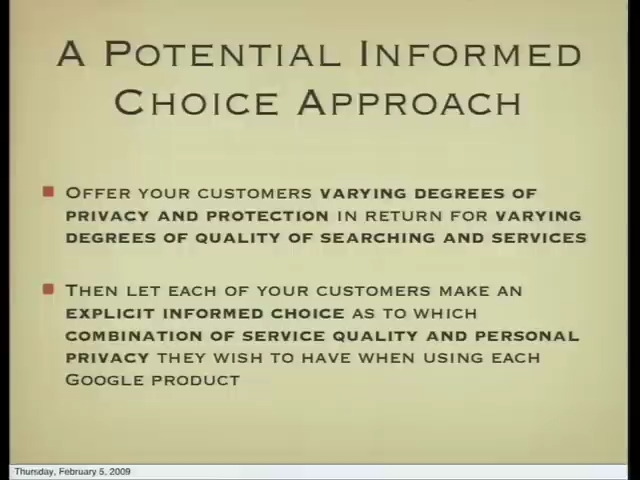 A Potential Informed
Choice Approach
Offer your customers varying degrees of
privacy and protection in return for varying
degrees of quality of searching and services
Then let each of your customers make an
explicit informed choice as to which
combination of service quality and personal
privacy they wish to have when using each
Google product
Thursday, February 5, 2009